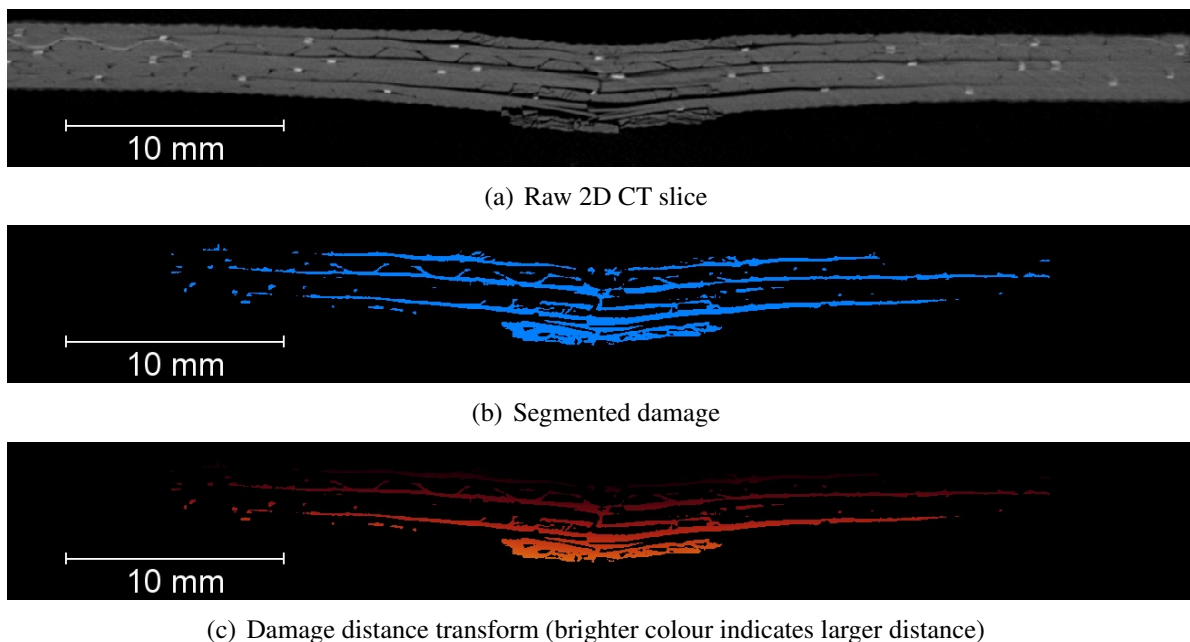 10 mm
(a) Raw 2D CT slice
10 mm
(b) Segmented damage
10 mm
(c) Damage distance transform (brighter colour indicates larger distance)